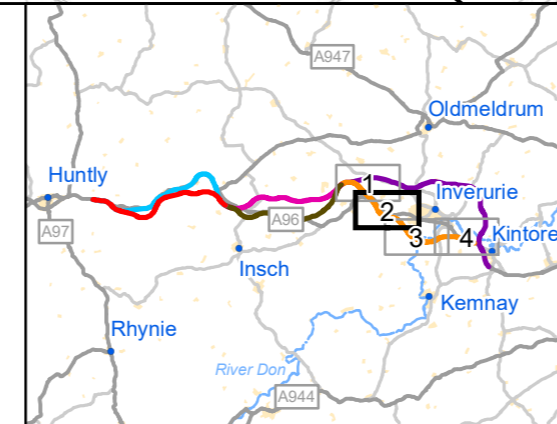 A947
Oldmeldrum
Huntly
1
Inverurie
2
A96
A97
3
4
Kintore
Insch
Kemnay
Rhynie
River Don
A944